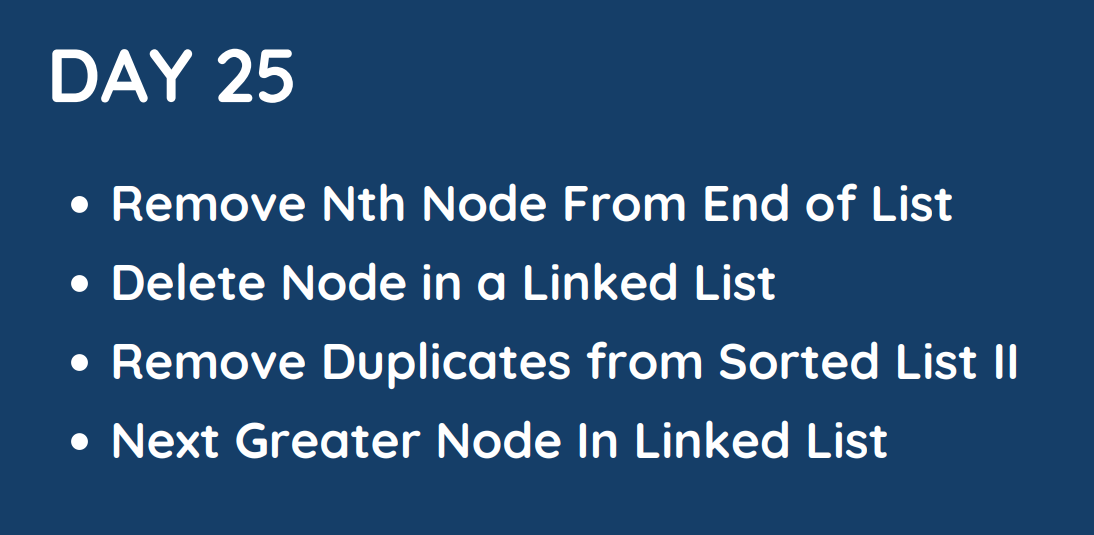 DAY 25
• Remove Nth Node From End of List
• Delete Node in a Linked List
• Remove Duplicates from Sorted List II
• Next Greater Node In Linked List